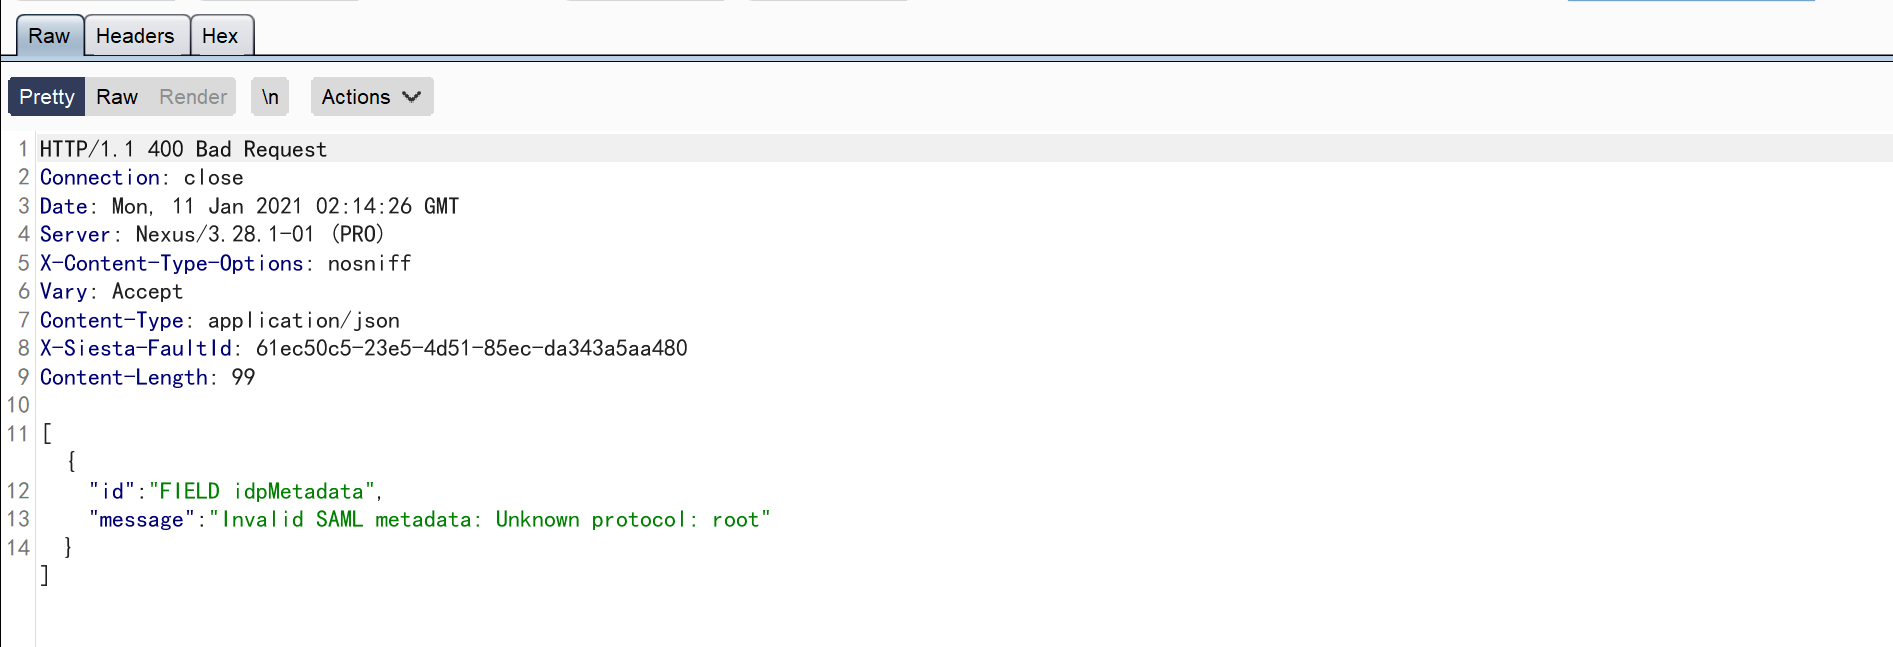 Raw Headers Hex
Pretty Raw Render \n Actions
1 HTTP/1.1 400 Bad Request
2 Connection: close
3 Date: Mon, 11 Jan 2021 02:14:26 GMT
4 Server: Nexus/3.28.1-01 (PRO)
5 X-Content-Type-Options: nosniff
6 Vary: Accept
7 Content-Type: application/json
8 X-Siesta-FaultId: 61ec50c5-23e5-4d51-85ec-da343a5aa480
9 Content-Length: 99
10
11 [
{
12 "id":"FIELD idpMetadata",
13 "message":"Invalid SAML metadata: Unknown protocol: root"
14 }
]